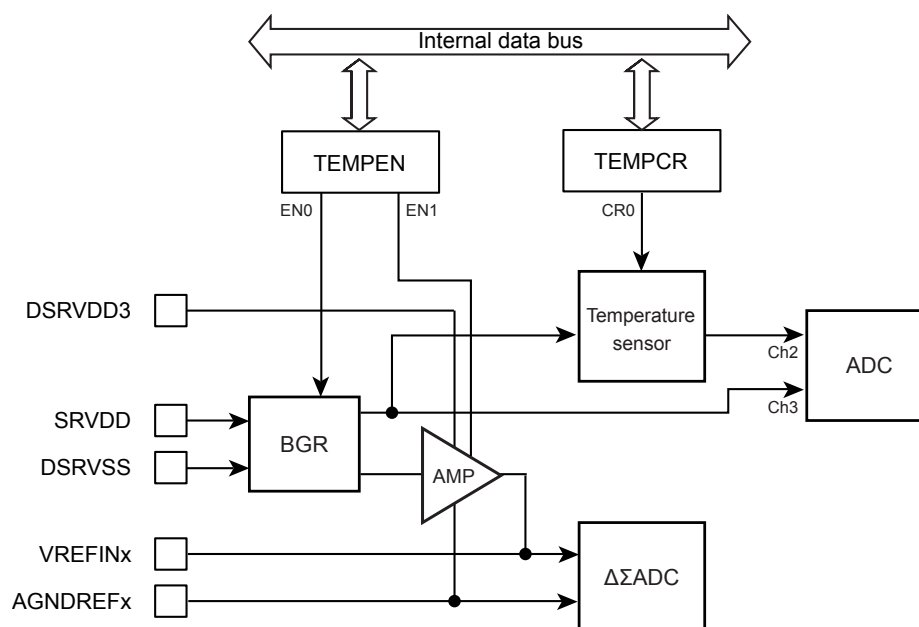 Internal data bus
TEMPEN
TEMPCR
EN0
EN1
CR0
DSRVDD3
Temperature
sensor
Ch2
ADC
SRVDD
Ch3
BGR
DSRVSS
AMP
VREFINx
ΔΣADC
AGNDREFx